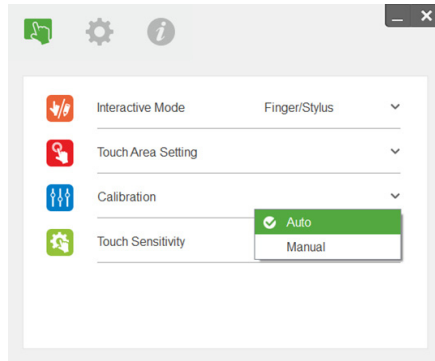 Interactive Mode Finger/Stylus
Touch Area Setting
Calibration
Auto
Touch Sensitivity
Manual